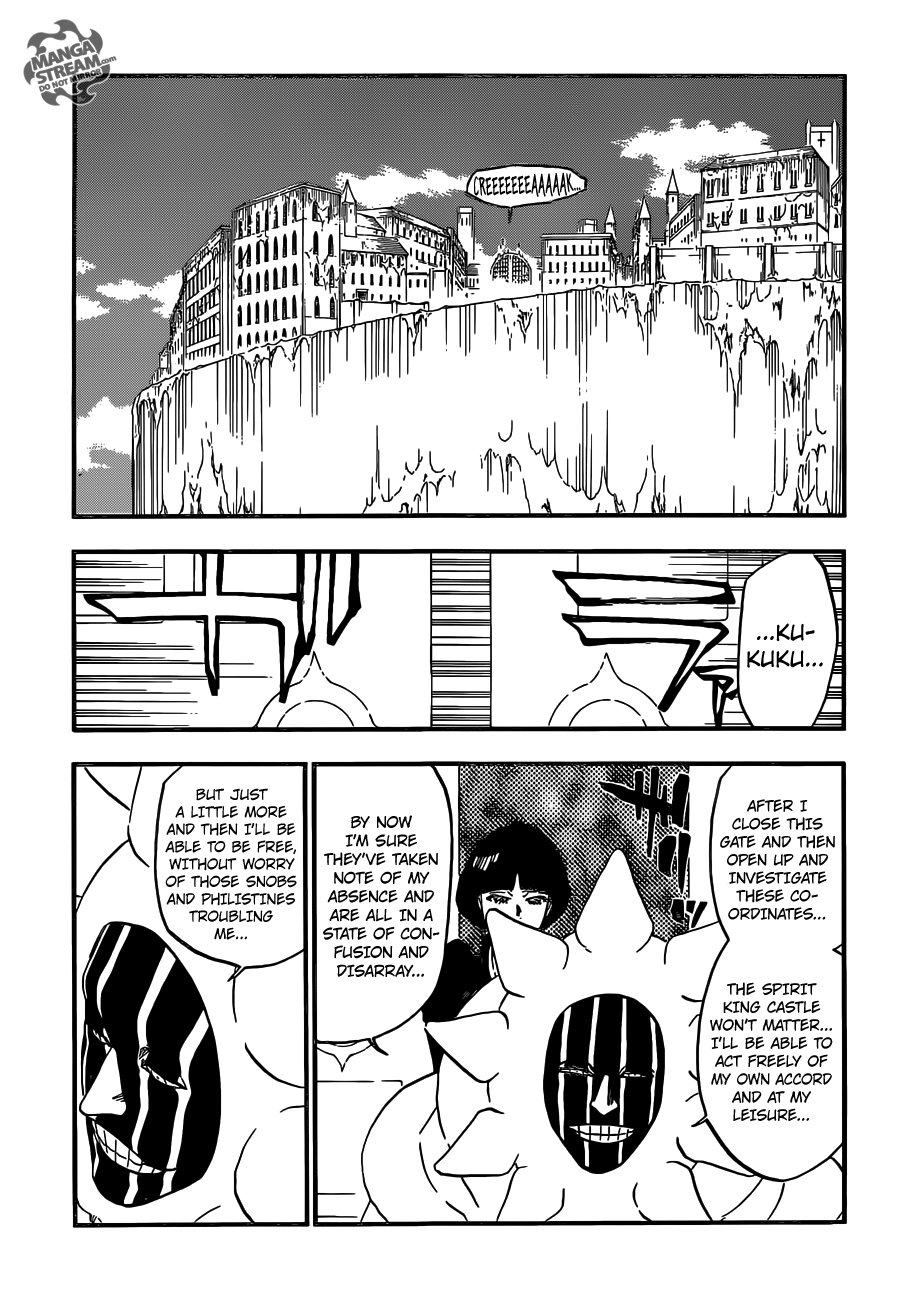 MANGA
STREAM.com
DO NOT MIRROR
CREEEEEEEAAAAAK...
...KU-
KUKU...
AFTER I
CLOSE THIS
GATE AND THEN
OPEN UP AND
INVESTIGATE
THESE CO-
ORDINATES...
THE SPIRIT
KING CASTLE
WON'T MATTER...
I'LL BE ABLE TO
ACT FREELY OF
MY OWN ACCORD
AND AT MY
LEISURE...
BY NOW
I'M SURE
THEY'VE TAKEN
NOTE OF MY
ABSENCE AND
ARE ALL IN A
STATE OF CON-
FUSION AND
DISARRAY...
BUT JUST
A LITTLE MORE
AND THEN I'LL BE
ABLE TO BE FREE,
WITHOUT WORRY
OF THOSE SNOBS
AND PHILISTINES
TROUBLING
ME...